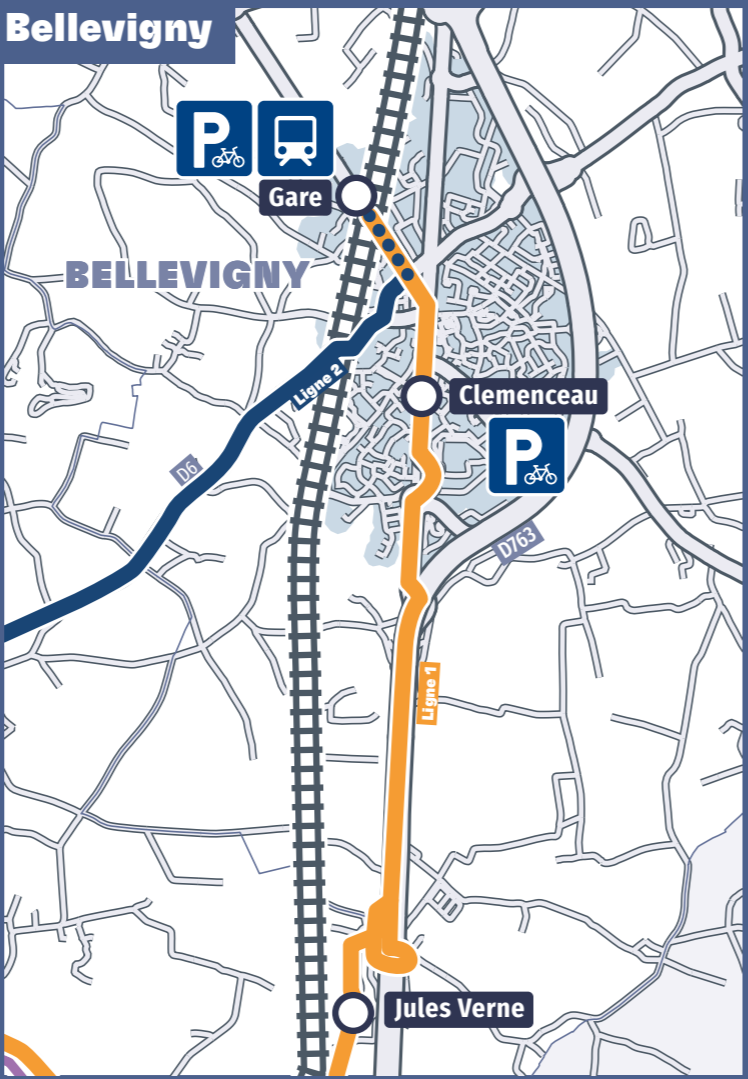 Bellevigny
P
P
Gare
BELLEVIGNY
Ligne 2
Clemenceau
P
D6
D763
Ligne 1
Jules Verne